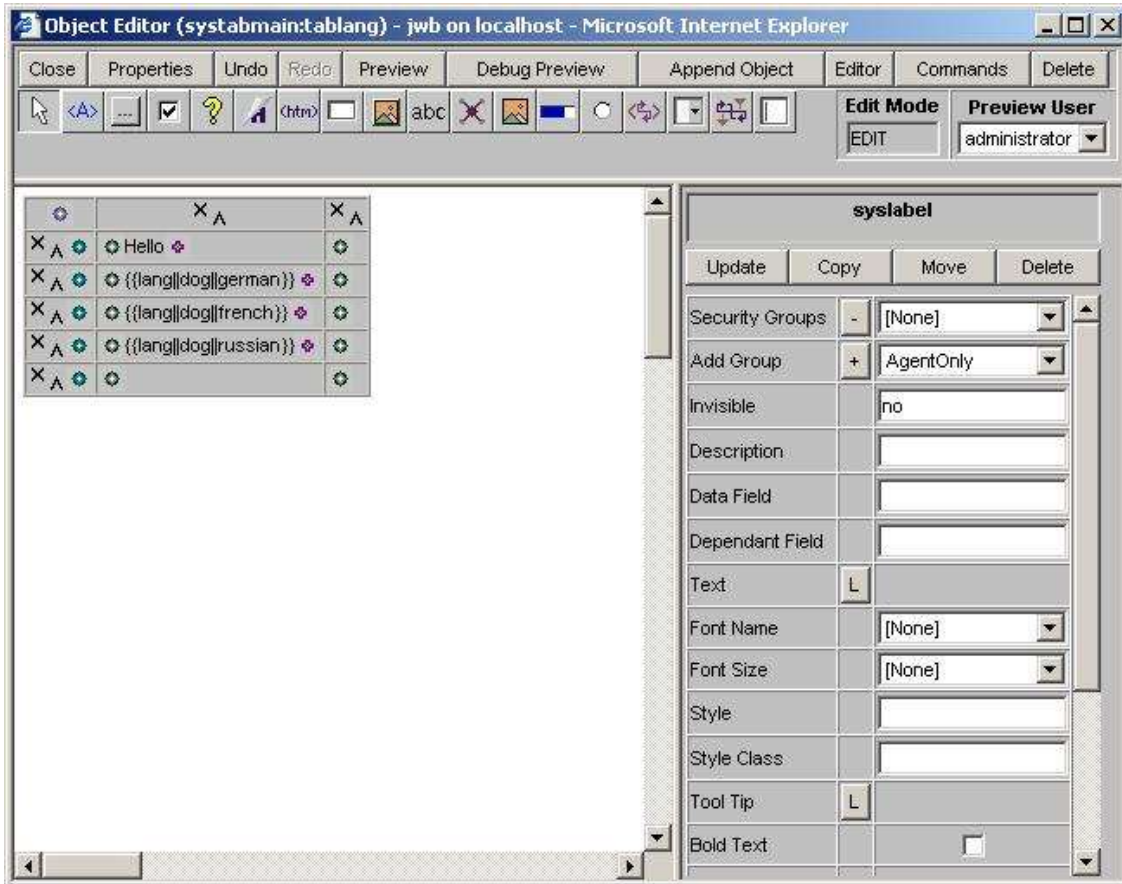 Object Editor (systabmain:tablang) - jwb on localhost - Microsoft Internet Explorer
Close Properties Undo Redo Preview Debug Preview Append Object Editor Commands Delete
<A> ... ? A <htm> abc Edit Mode Preview User
EDIT administrator
syslabel
Hello
{{lang||dog||german}}
{{lang||dog||french}}
{{lang||dog||russian}}
Update Copy Move Delete
Security Groups - [None]
Add Group + AgentOnly
Invisible no
Description
Data Field
Dependant Field
Text L
Font Name [None]
Font Size [None]
Style
Style Class
Tool Tip L
Bold Text